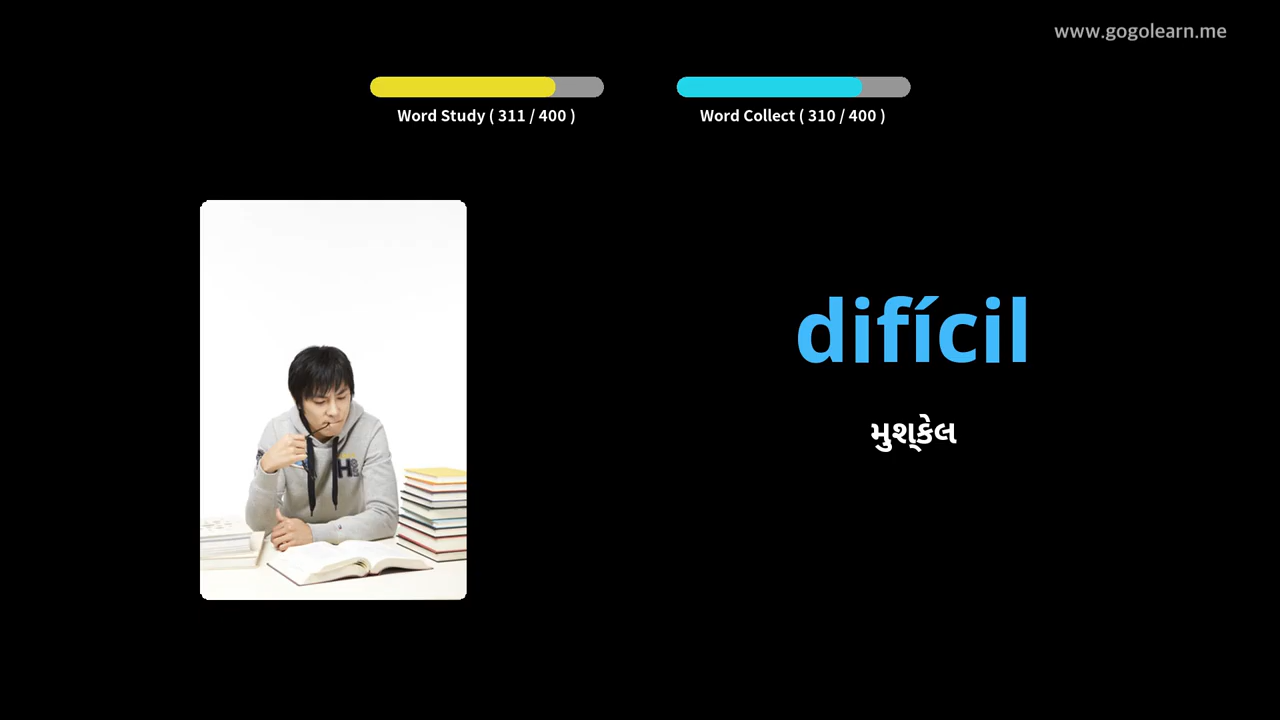 www.gogolearn.me
Word Study ( 311 / 400 )
Word Collect ( 310 / 400 )
difícil
મુશ્કેલ
H